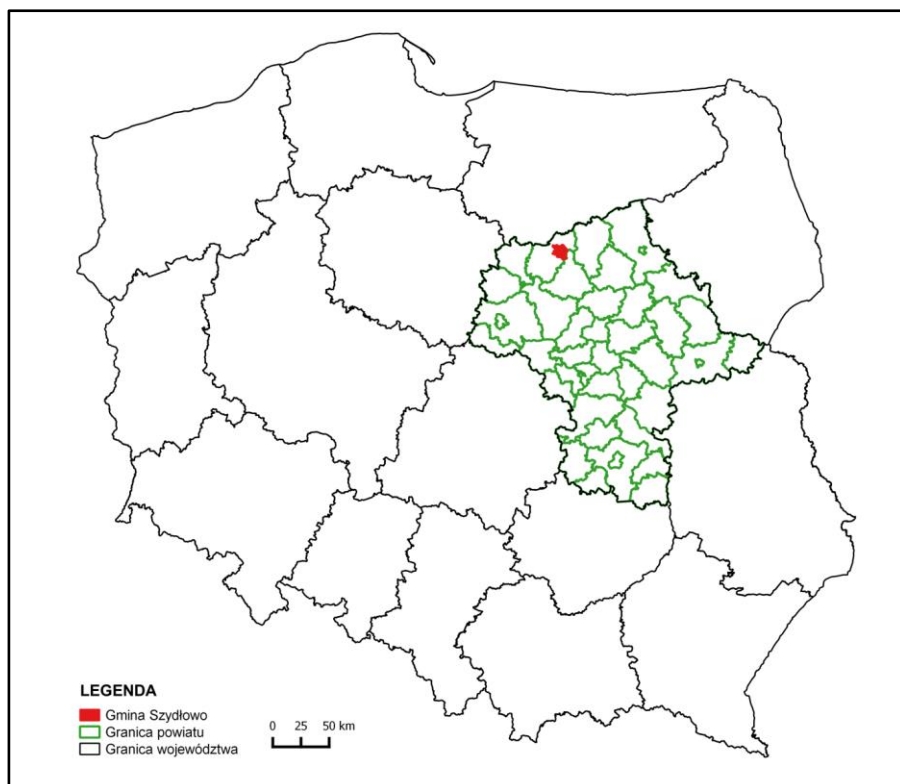 LEGENDA
Gmina Szydłowo
Granica powiatu
Granica województwa
0 25 50 km